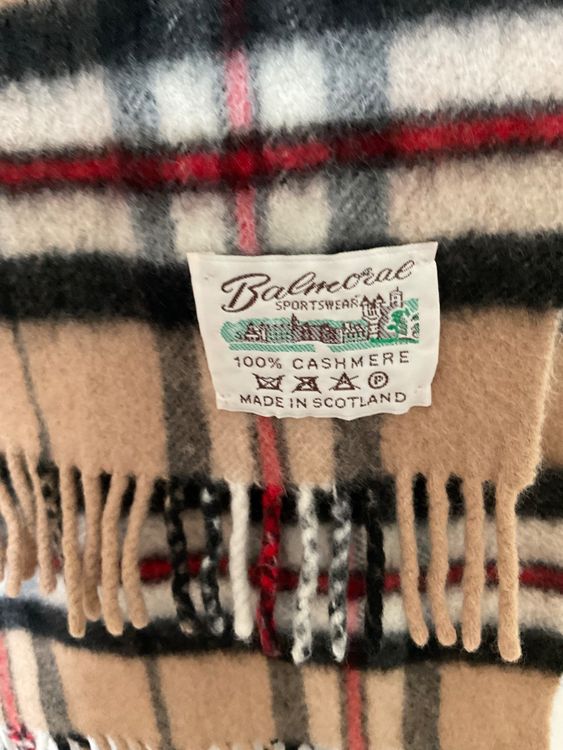 Balmoral
SPORTSWEAR
100% CASHMERE
P
MADE IN SCOTLAND